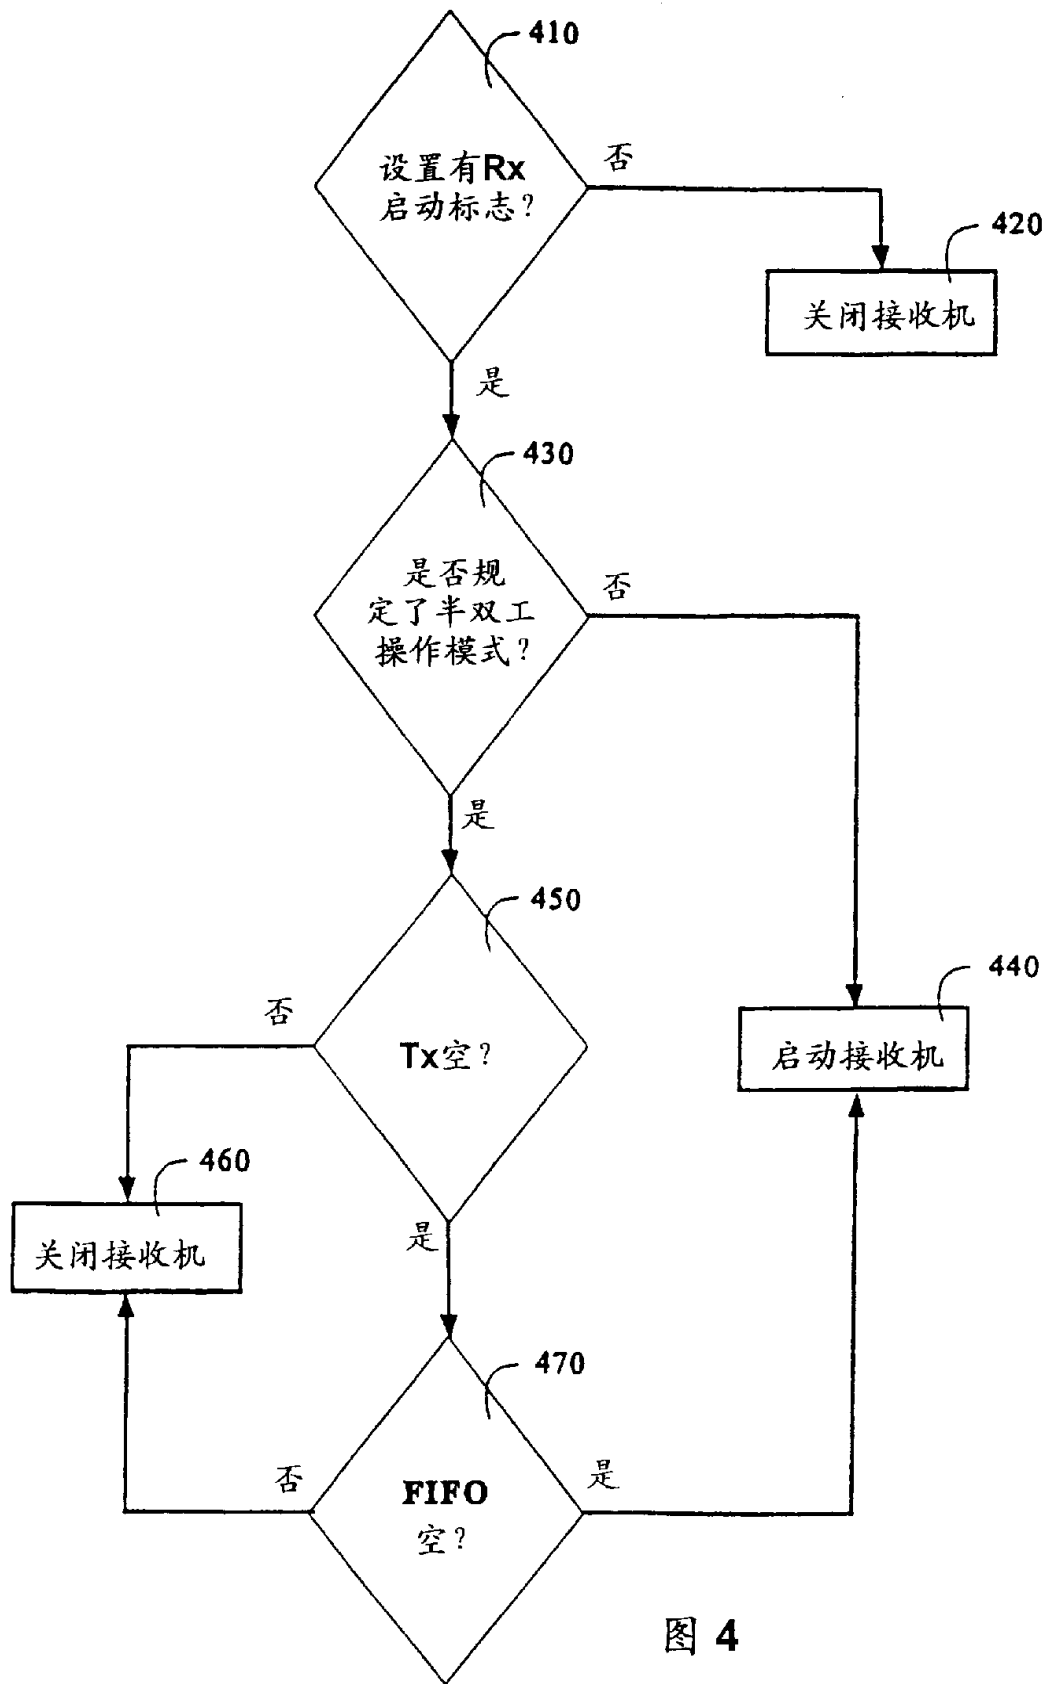 410
设置有Rx
启动标志？
否
420
关闭接收机
是
430
是否规
定了半双工
操作模式？
否
是
450
Tx空？
否
440
启动接收机
460
关闭接收机
是
470
FIFO
空？
否
是
图 4